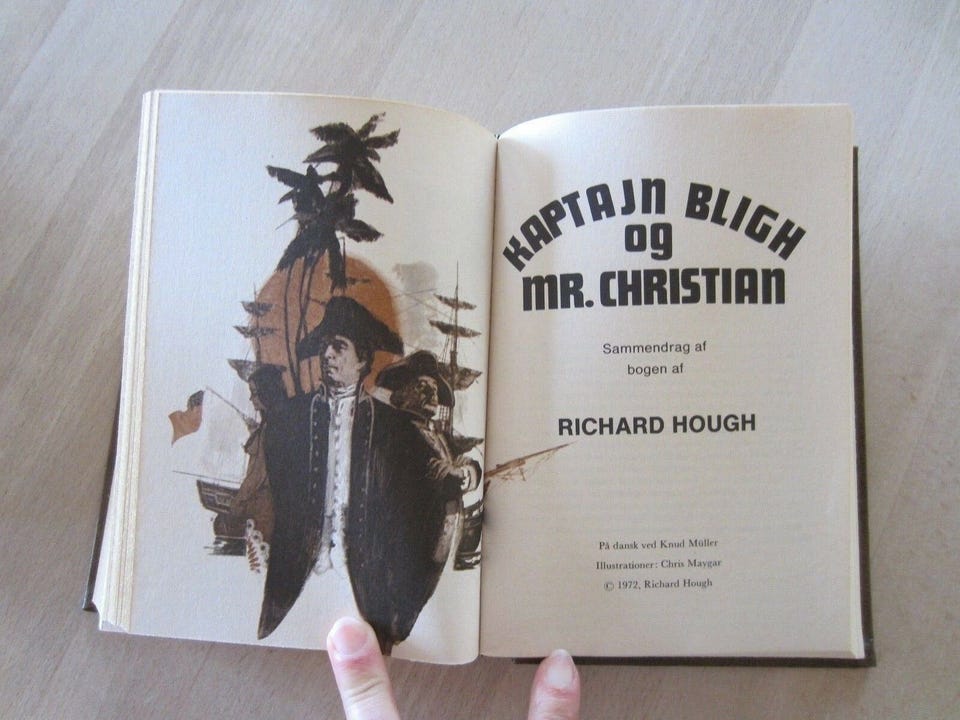 KAPTAJN BLIGH
og
MR. CHRISTIAN
Sammendrag af
bogen af
RICHARD HOUGH
På dansk ved Knud Müller
Illustrationer: Chris Maygar
© 1972, Richard Hough